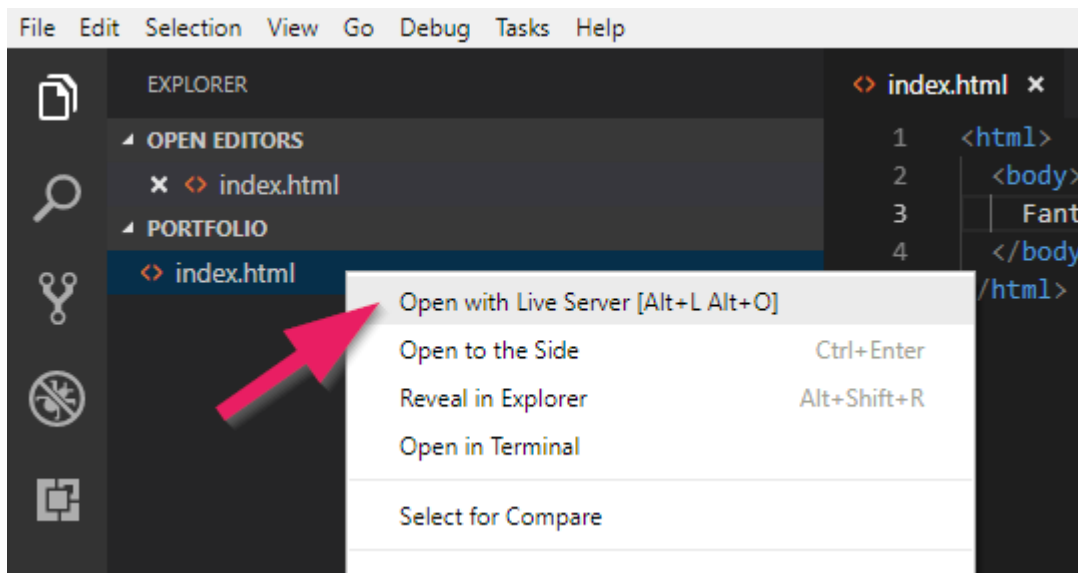 File Edit Selection View Go Debug Tasks Help
EXPLORER
OPEN EDITORS
index.html
PORTFOLIO
index.html
index.html
1 <html>
2 <body>
3 Fant
4 </body
/html>
Open with Live Server [Alt+L Alt+O]
Open to the Side Ctrl+Enter
Reveal in Explorer Alt+Shift+R
Open in Terminal
Select for Compare